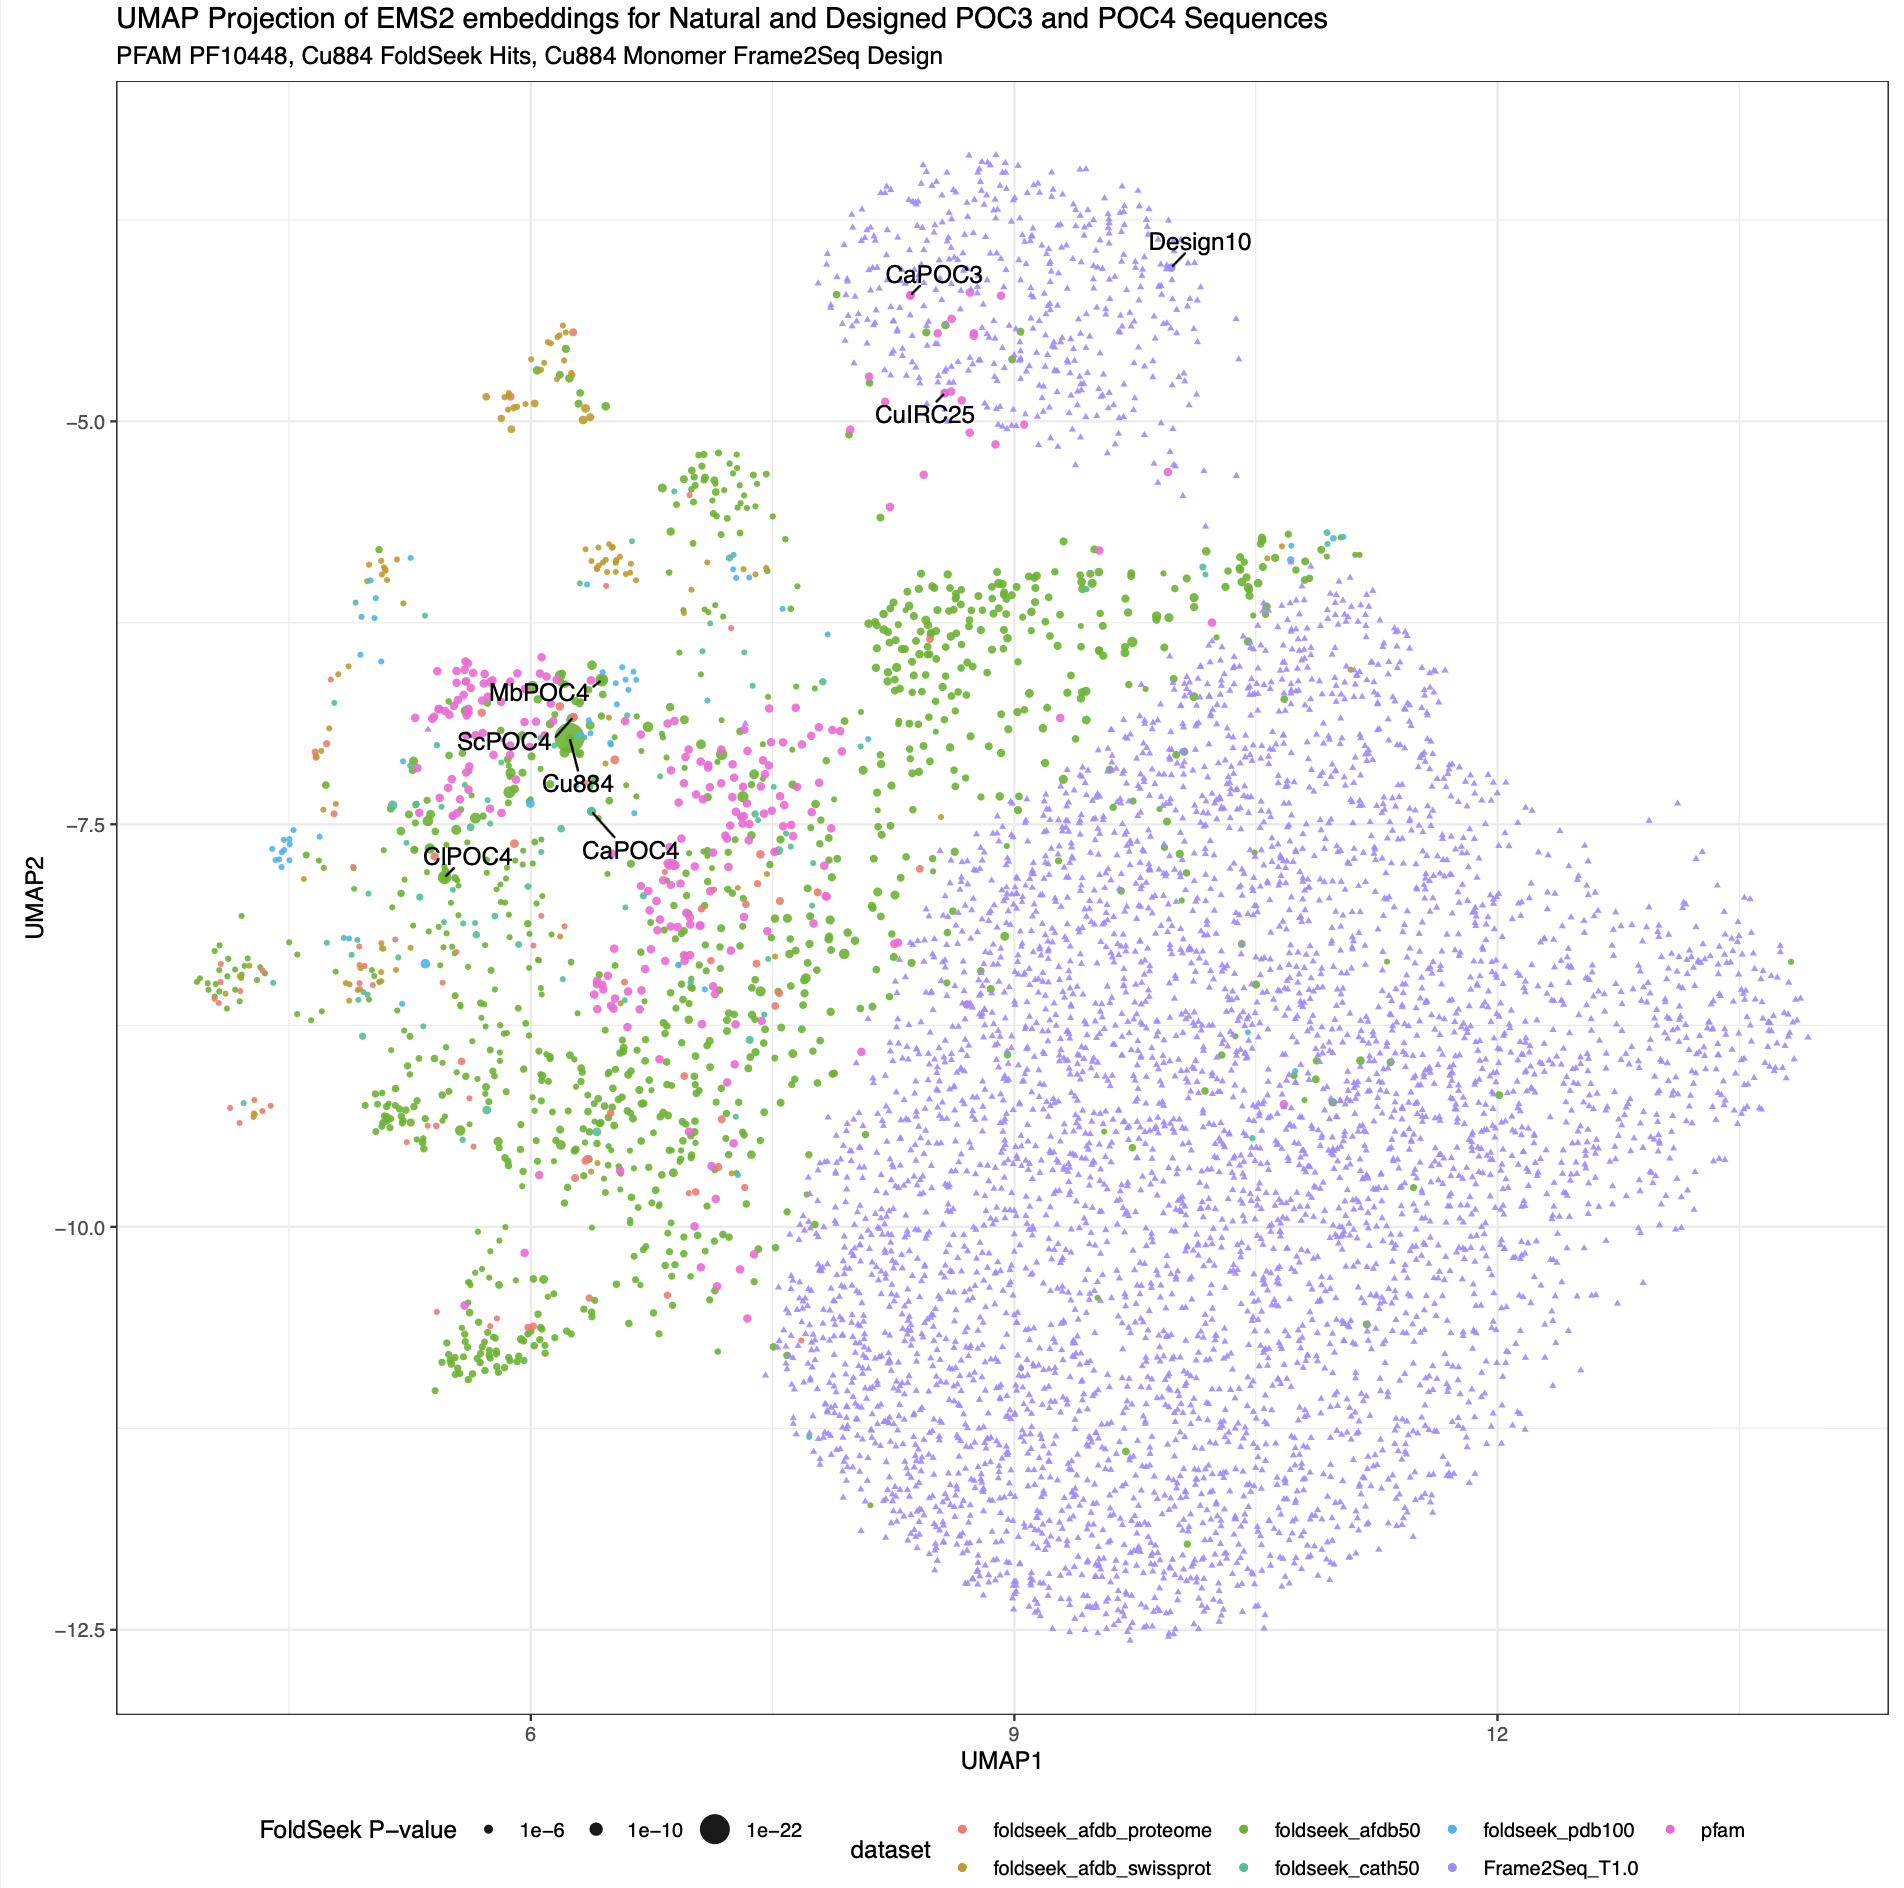 UMAP Projection of EMS2 embeddings for Natural and Designed POC3 and POC4 Sequences
PFAM PF10448, Cu884 FoldSeek Hits, Cu884 Monomer Frame2Seq Design
Design10
CaPOC3
CuIRC25
−5.0
MbPOC4
ScPOC4
Cu884
−7.5
CaPOC4
ClPOC4
UMAP2
−10.0
−12.5
6
9
12
UMAP1
FoldSeek P−value
1e−6
1e−10
1e−22
dataset
foldseek_afdb_proteome
foldseek_afdb50
foldseek_pdb100
pfam
foldseek_afdb_swissprot
foldseek_cath50
Frame2Seq_T1.0